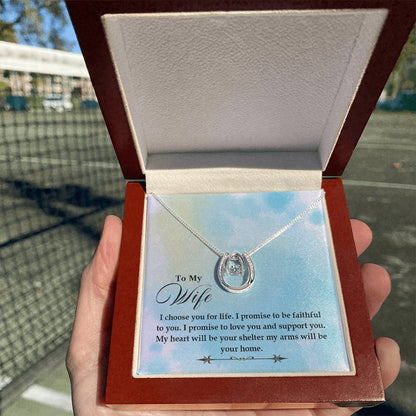 To My
Wife
I choose you for life. I promise to be faithful
to you. I promise to love you and support you.
My heart will be your shelter my arms will be
your home.